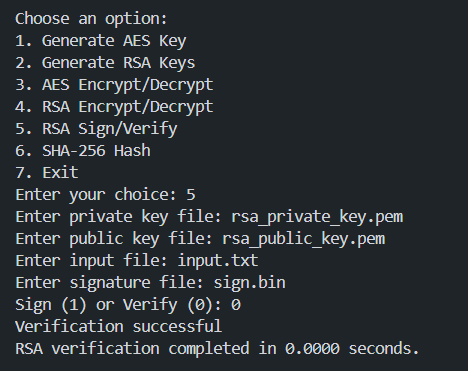 Choose an option:
1. Generate AES Key
2. Generate RSA Keys
3. AES Encrypt/Decrypt
4. RSA Encrypt/Decrypt
5. RSA Sign/Verify
6. SHA-256 Hash
7. Exit
Enter your choice: 5
Enter private key file: rsa_private_key.pem
Enter public key file: rsa_public_key.pem
Enter input file: input.txt
Enter signature file: sign.bin
Sign (1) or Verify (0): 0
Verification successful
RSA verification completed in 0.0000 seconds.